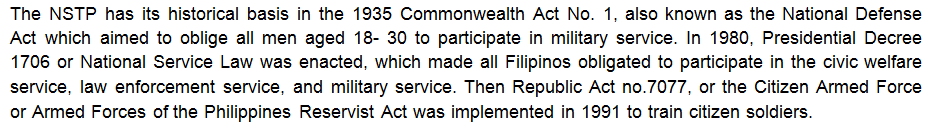 The NSTP has its historical basis in the 1935 Commonwealth Act No. 1, also known as the National Defense
Act which aimed to oblige all men aged 18- 30 to participate in military service. In 1980, Presidential Decree
1706 or National Service Law was enacted, which made all Filipinos obligated to participate in the civic welfare
service, law enforcement service, and military service. Then Republic Act no.7077, or the Citizen Armed Force
or Armed Forces of the Philippines Reservist Act was implemented in 1991 to train citizen soldiers.